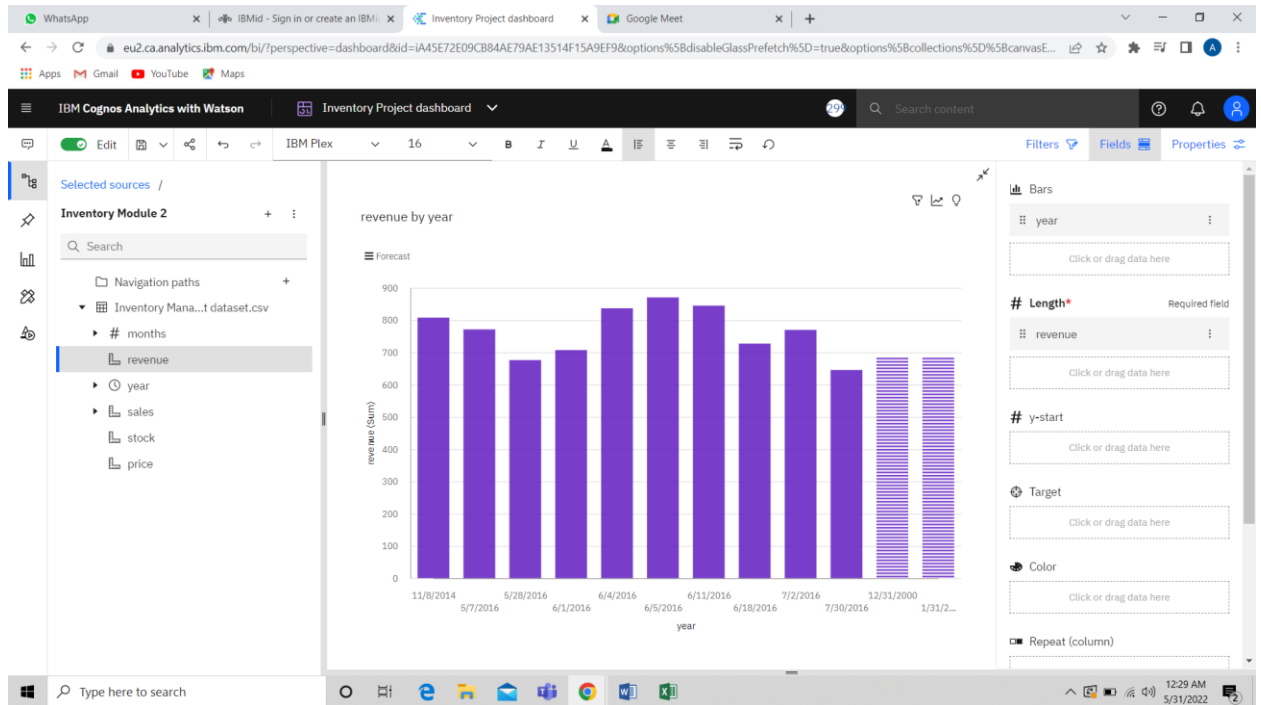 WhatsApp
IBMid - Sign in or create an IBMi
Inventory Project dashboard
Google Meet
eu2.ca.analytics.ibm.com/bi/?perspective=dashboard&id=iA45E72E09CB84AE79AE13514F15A9EF9&options%5BdisableGlassPrefetch%5D=true&options%5Bcollections%5D%5BcanvasE...
A
Apps
Gmail
YouTube
Maps
IBM Cognos Analytics with Watson
Inventory Project dashboard
299
Search content
Edit
IBM Plex
16
B
I
U
A
Filters
Fields
Properties
Selected sources /
Inventory Module 2
Search
Navigation paths
Inventory Mana...t dataset.csv
# months
revenue
year
sales
stock
price
revenue by year
Forecast
900
800
700
600
500
400
300
200
100
0
revenue (Sum)
11/8/2014
5/7/2016
5/28/2016
6/1/2016
6/4/2016
6/5/2016
6/11/2016
6/18/2016
7/2/2016
7/30/2016
12/31/2000
1/31/2...
year
Bars
year
Click or drag data here
# Length*
Required field
revenue
Click or drag data here
# y-start
Click or drag data here
Target
Click or drag data here
Color
Click or drag data here
Repeat (column)
Type here to search
12:29 AM
5/31/2022
2